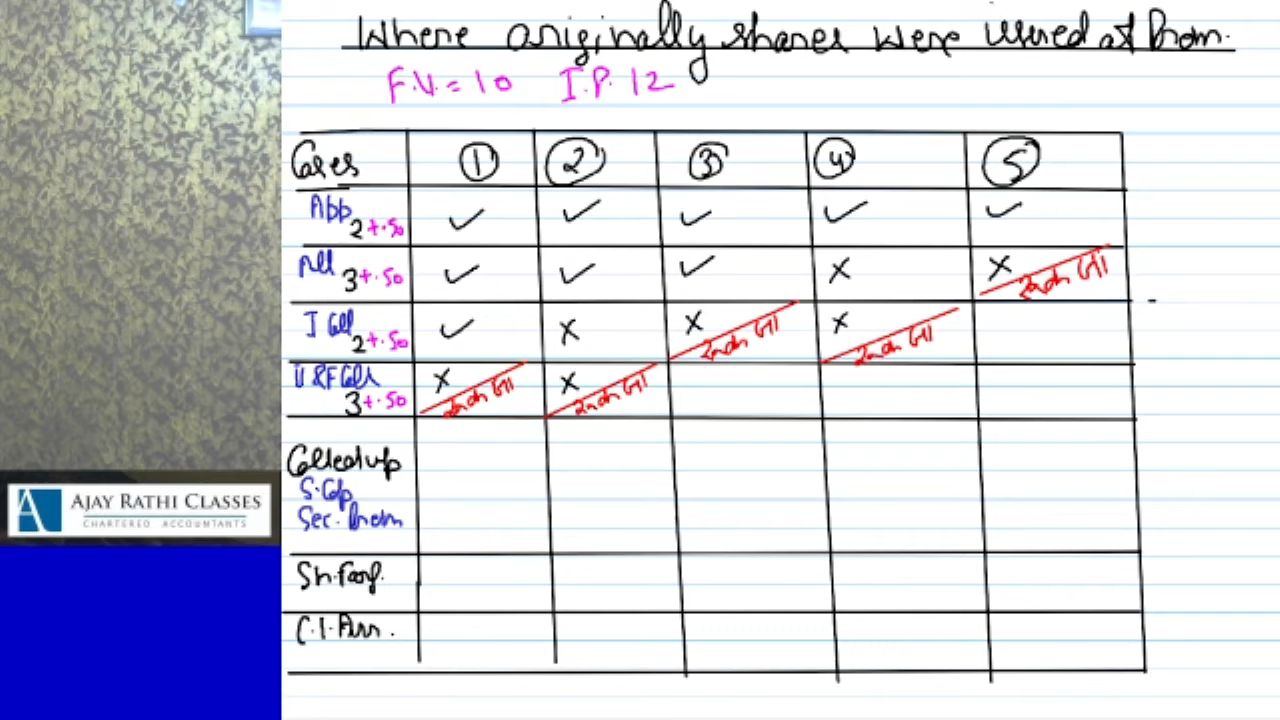 Where originally shares were issued at Prem.
F.V. = 10 I.P. 12
Cases ① ② ③ ④ ⑤
App 2+.50 ✓ ✓ ✓ ✓ ✓
All 3+.50 ✓ ✓ ✓ × ×
I Call 2+.50 ✓ × × ×
II & F Call 3+.50 × ×
Called up
S. Cap
Sec. Prem
Sh. Forf.
C. I. Arr.
AJAY RATHI CLASSES
CHARTERED ACCOUNTANTS